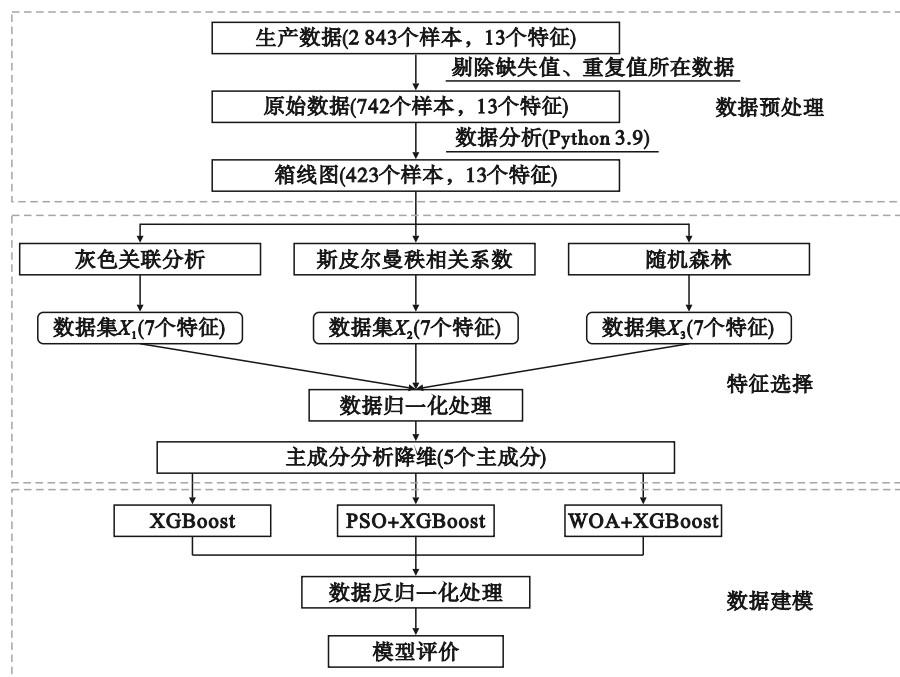 生产数据(2 843个样本，13个特征)
剔除缺失值、重复值所在数据
原始数据(742个样本，13个特征)
数据预处理
数据分析(Python 3.9)
箱线图(423个样本，13个特征)
灰色关联分析
斯皮尔曼秩相关系数
随机森林
数据集X₁(7个特征)
数据集X₂(7个特征)
数据集X₃(7个特征)
特征选择
数据归一化处理
主成分分析降维(5个主成分)
XGBoost
PSO+XGBoost
WOA+XGBoost
数据反归一化处理
数据建模
模型评价